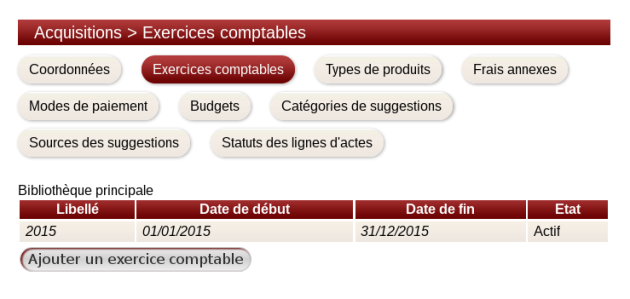 Acquisitions > Exercices comptables
Coordonnées Exercices comptables Types de produits Frais annexes
Modes de paiement Budgets Catégories de suggestions
Sources des suggestions Statuts des lignes d'actes
Bibliothèque principale
Libellé Date de début Date de fin Etat
2015 01/01/2015 31/12/2015 Actif
Ajouter un exercice comptable